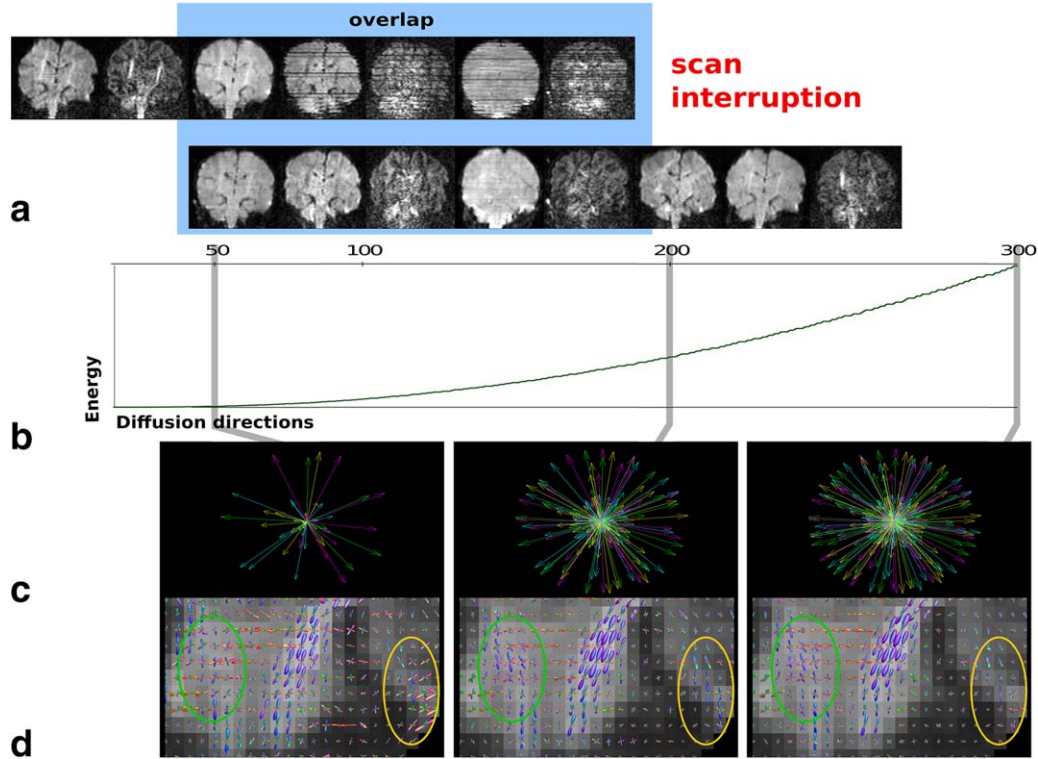 overlap
scan
interruption
a
50 100 200 300
Energy
Diffusion directions
b
c
d